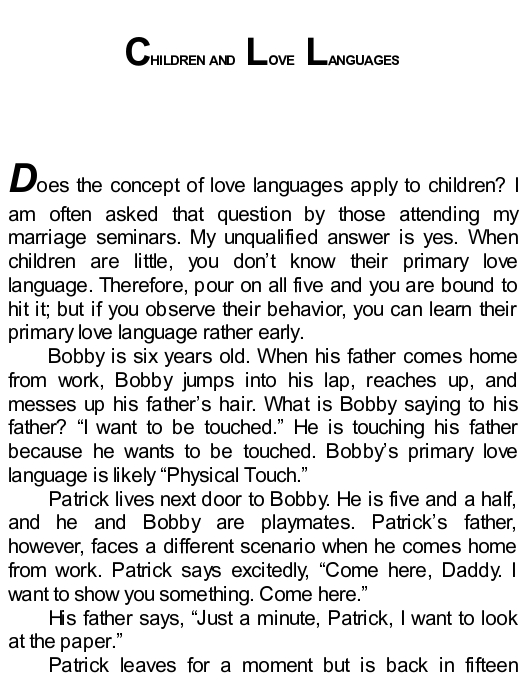 CHILDREN AND LOVE LANGUAGES
Does the concept of love languages apply to children? I
am often asked that question by those attending my
marriage seminars. My unqualified answer is yes. When
children are little, you don’t know their primary love
language. Therefore, pour on all five and you are bound to
hit it; but if you observe their behavior, you can learn their
primary love language rather early.
Bobby is six years old. When his father comes home
from work, Bobby jumps into his lap, reaches up, and
messes up his father’s hair. What is Bobby saying to his
father? “I want to be touched.” He is touching his father
because he wants to be touched. Bobby’s primary love
language is likely “Physical Touch.”
Patrick lives next door to Bobby. He is five and a half,
and he and Bobby are playmates. Patrick’s father,
however, faces a different scenario when he comes home
from work. Patrick says excitedly, “Come here, Daddy. I
want to show you something. Come here.”
His father says, “Just a minute, Patrick, I want to look
at the paper.”
Patrick leaves for a moment but is back in fifteen